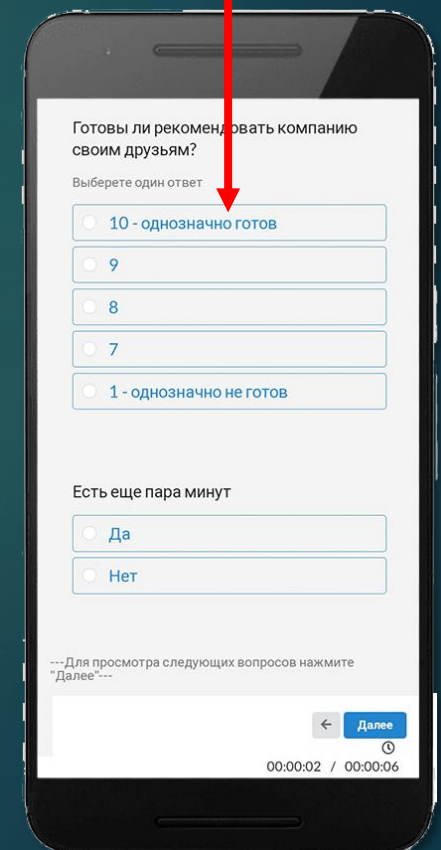 Готовы ли рекомендовать компанию
своим друзьям?
Выберете один ответ
10 - однозначно готов
9
8
7
1 - однозначно не готов
Есть еще пара минут
Да
Нет
---Для просмотра следующих вопросов нажмите
"Далее"---
← Далее
00:00:02 / 00:00:06